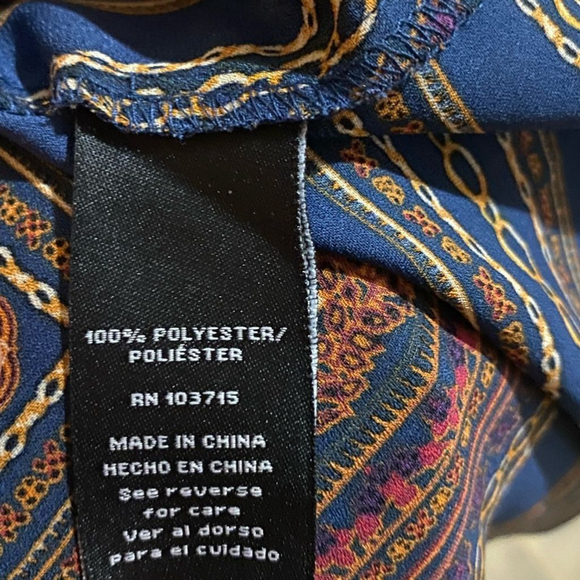 100% POLYESTER/
POLIÉSTER
RN 103715
MADE IN CHINA
HECHO EN CHINA
See reverse
for care
Ver al dorso
para el cuidado